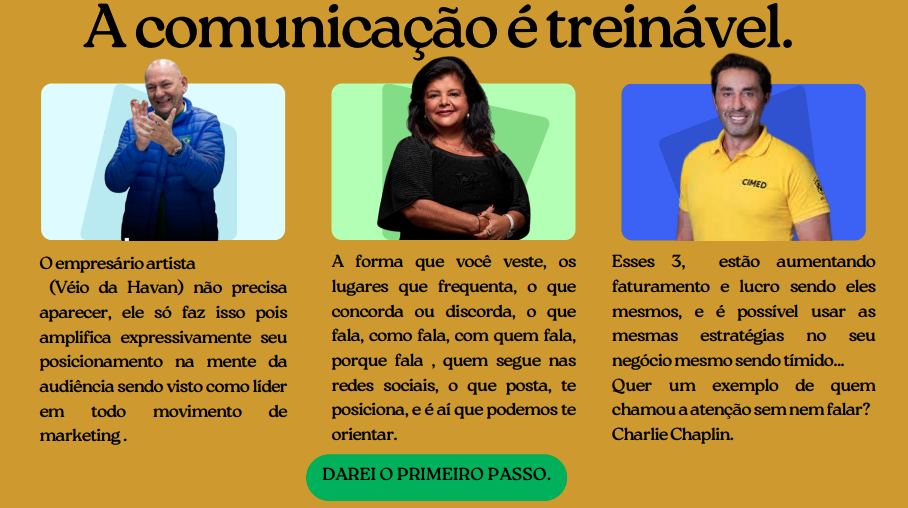 A comunicação é treinável.
CIMED
O empresário artista
(Véio da Havan) não precisa
aparecer, ele só faz isso pois
amplifica expressivamente seu
posicionamento na mente da
audiência sendo visto como líder
em todo movimento de
marketing .
A forma que você veste, os
lugares que frequenta, o que
concorda ou discorda, o que
fala, como fala, com quem fala,
porque fala , quem segue nas
redes sociais, o que posta, te
posiciona, e é aí que podemos te
orientar.
Esses 3, estão aumentando
faturamento e lucro sendo eles
mesmos, e é possível usar as
mesmas estratégias no seu
negócio mesmo sendo tímido...
Quer um exemplo de quem
chamou a atenção sem nem falar?
Charlie Chaplin.
DAREI O PRIMEIRO PASSO.